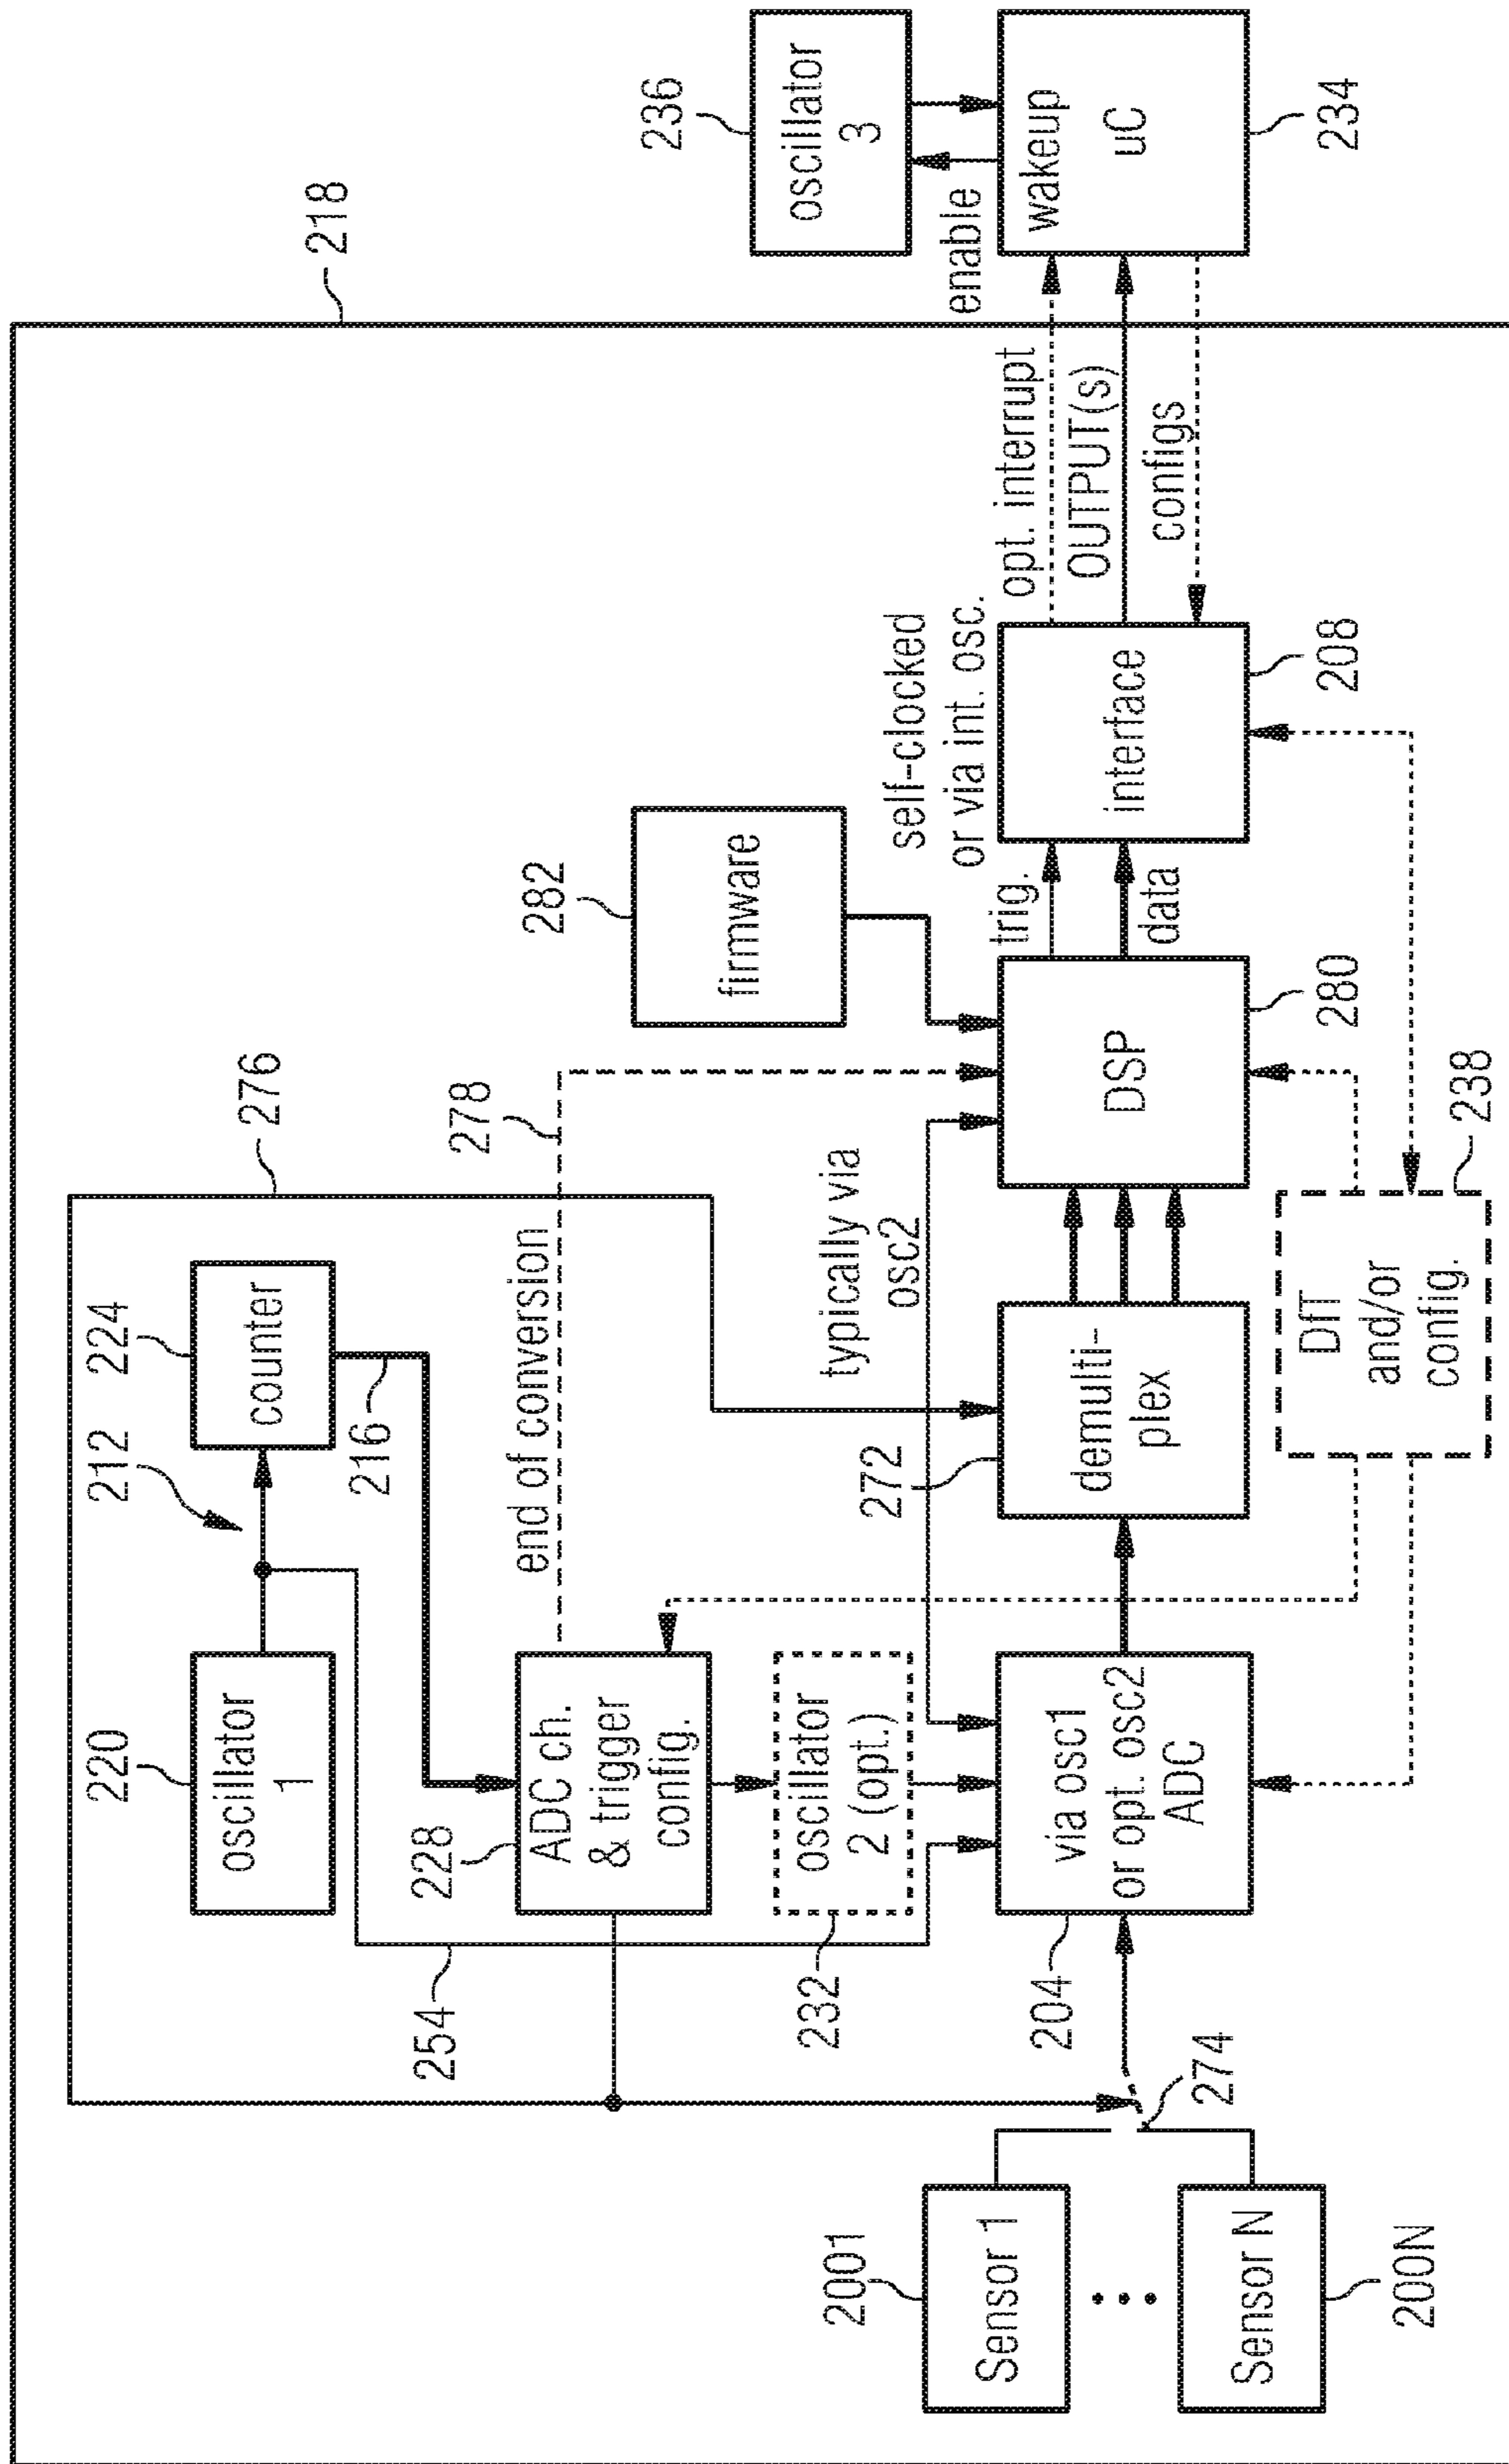 218
276
212
224
counter
220
oscillator
1
216
282
firmware
236
oscillator
3
enable
254
228
ADC ch.
& trigger
config.
end of conversion
278
232
oscillator
2 (opt.)
typically via
osc2
self-clocked
or via int. osc.
2001
Sensor 1
200N
Sensor N
274
204
via osc1
or opt. osc2
ADC
272
demulti-
plex
DSP
280
trig.
data
interface
208
opt. interrupt
OUTPUT(s)
configs
wakeup
uC
234
DfT
and/or
config.
238